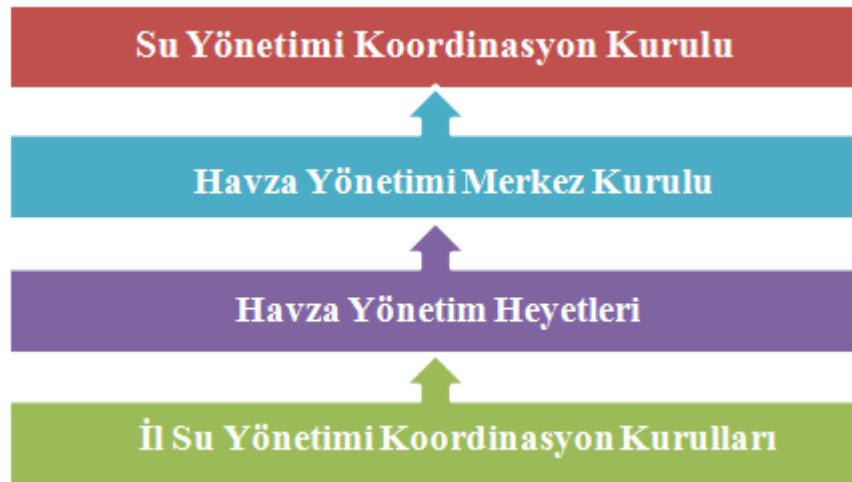 Su Yönetimi Koordinasyon Kurulu
Havza Yönetimi Merkez Kurulu
Havza Yönetim Heyetleri
İl Su Yönetimi Koordinasyon Kurulları